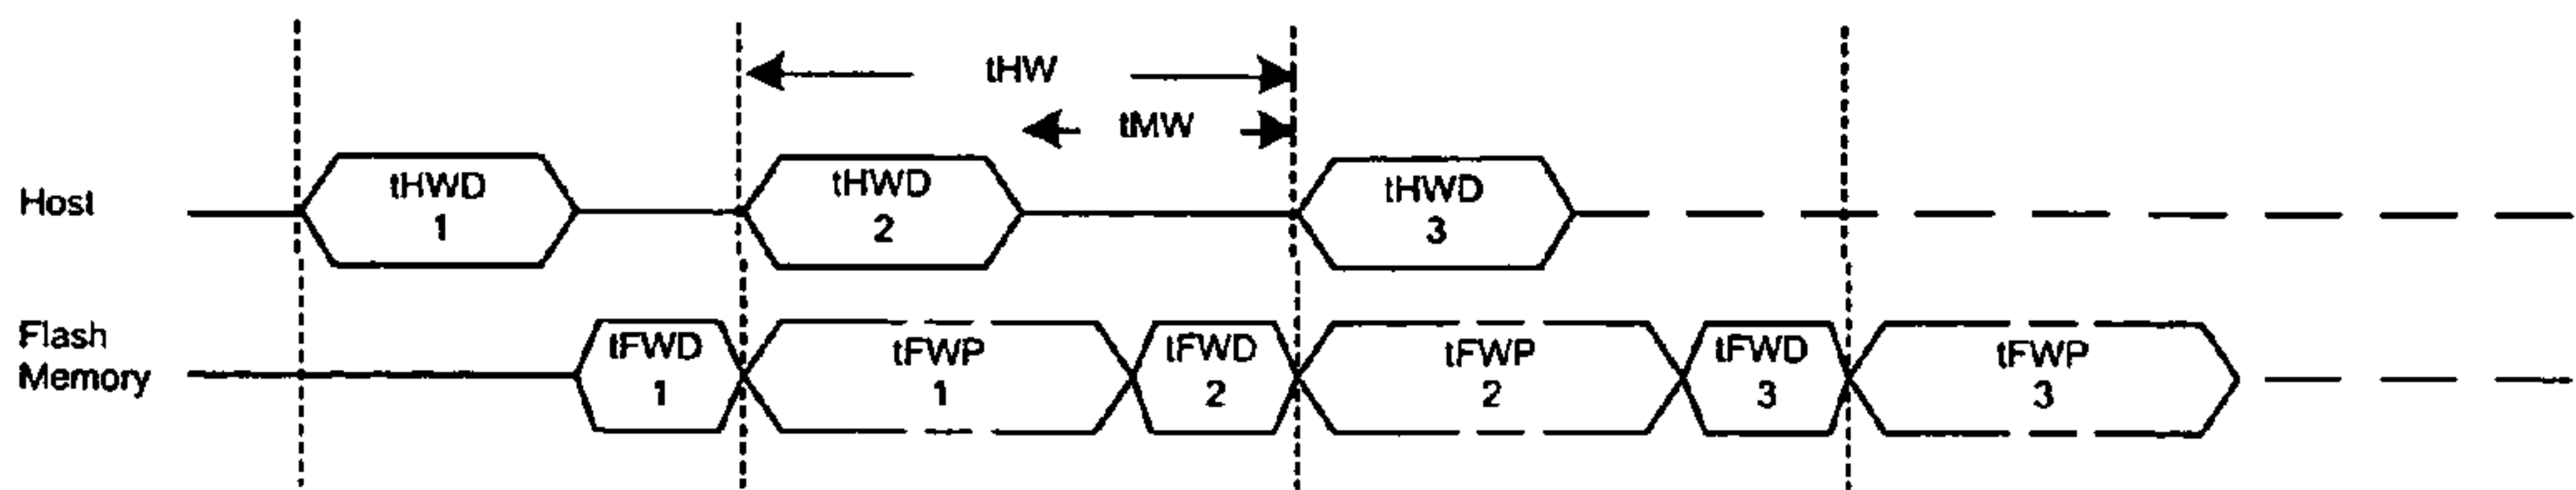 tHW
tMW
Host
tHWD
1
tHWD
2
tHWD
3
Flash
Memory
tFWD
1
tFWP
1
tFWD
2
tFWP
2
tFWD
3
tFWP
3